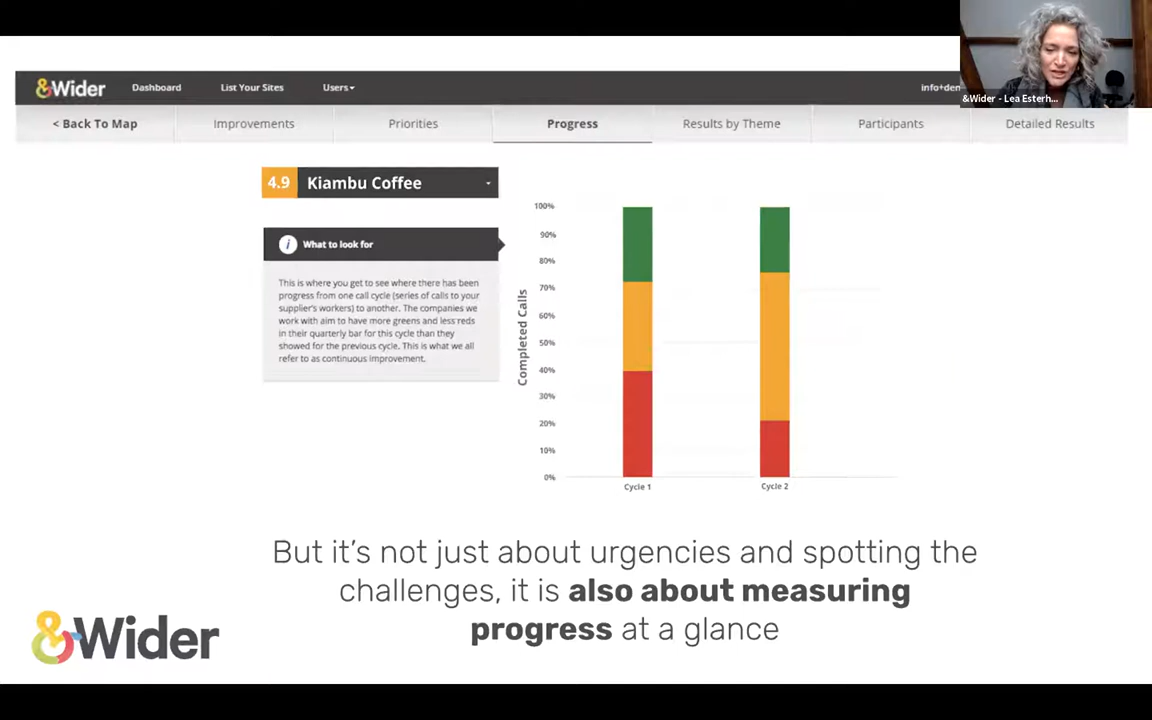 &Wider
Dashboard
List Your Sites
Users
info+den
&Wider - Lea Esterh...
< Back To Map
Improvements
Priorities
Progress
Results by Theme
Participants
Detailed Results
4.9 Kiambu Coffee
i What to look for
This is where you get to see where there has been
progress from one call cycle (series of calls to your
supplier's workers) to another. The companies we
work with aim to have more greens and less reds
in their quarterly bar for this cycle than they
showed for the previous cycle. This is what we all
refer to as continuous improvement.
Completed Calls
100%
90%
80%
70%
60%
50%
40%
30%
20%
10%
0%
Cycle 1
Cycle 2
But it's not just about urgencies and spotting the
challenges, it is also about measuring
progress at a glance
&Wider